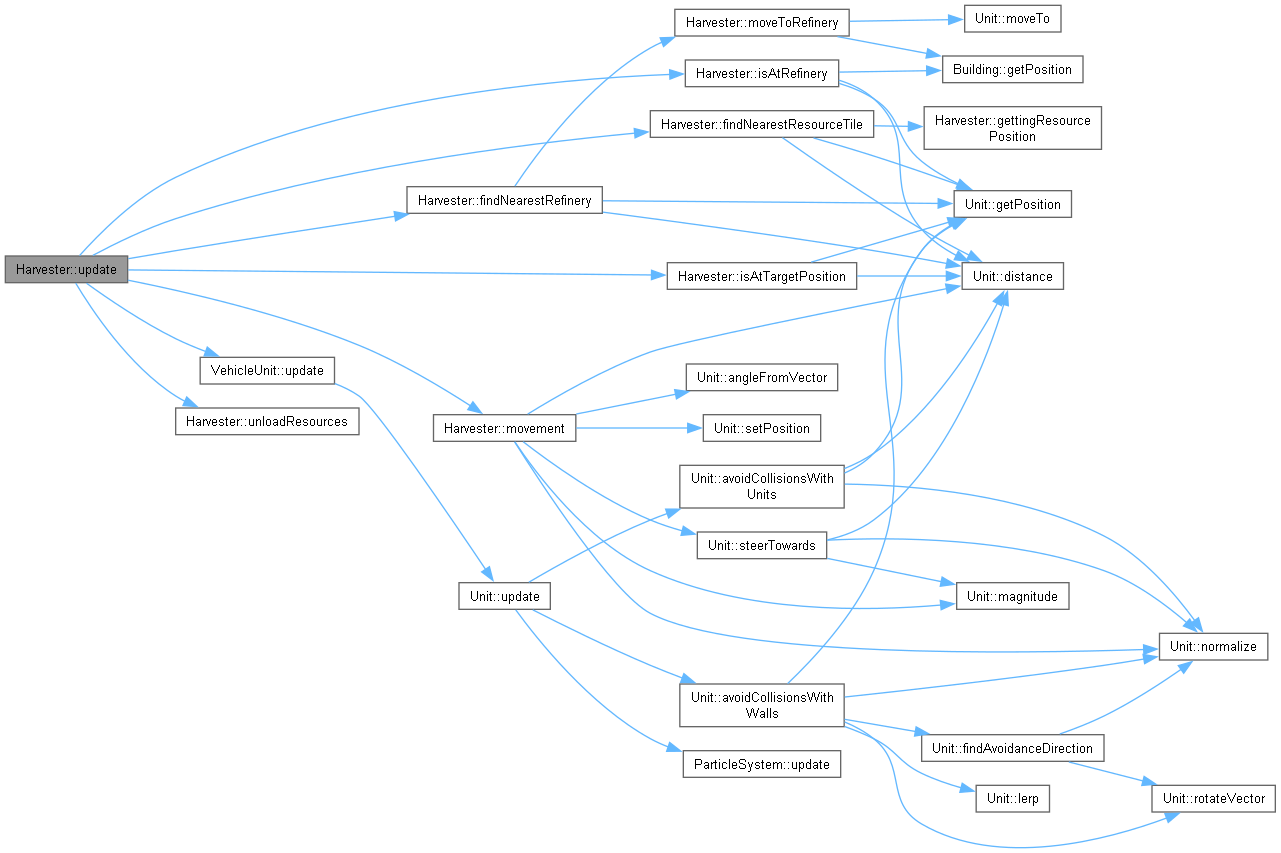 Harvester::moveToRefinery
Unit::moveTo
Harvester::isAtRefinery
Building::getPosition
Harvester::findNearestResourceTile
Harvester::gettingResource
Position
Harvester::findNearestRefinery
Unit::getPosition
Harvester::update
Harvester::isAtTargetPosition
Unit::distance
VehicleUnit::update
Unit::angleFromVector
Harvester::unloadResources
Harvester::movement
Unit::setPosition
Unit::avoidCollisionsWith
Units
Unit::steerTowards
Unit::update
Unit::magnitude
Unit::normalize
Unit::avoidCollisionsWith
Walls
Unit::findAvoidanceDirection
ParticleSystem::update
Unit::lerp
Unit::rotateVector